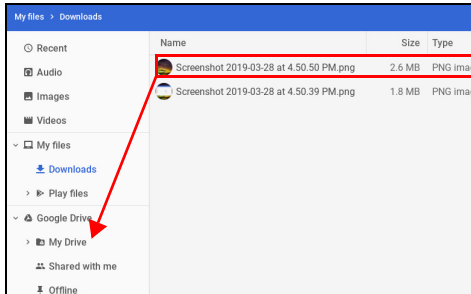 My files > Downloads
Name Size Type
Recent
Screenshot 2019-03-28 at 4.50.50 PM.png 2.6 MB PNG ima
Audio
Screenshot 2019-03-28 at 4.50.39 PM.png 1.8 MB PNG ima
Images
Videos
My files
Downloads
Play files
Google Drive
My Drive
Shared with me
Offline